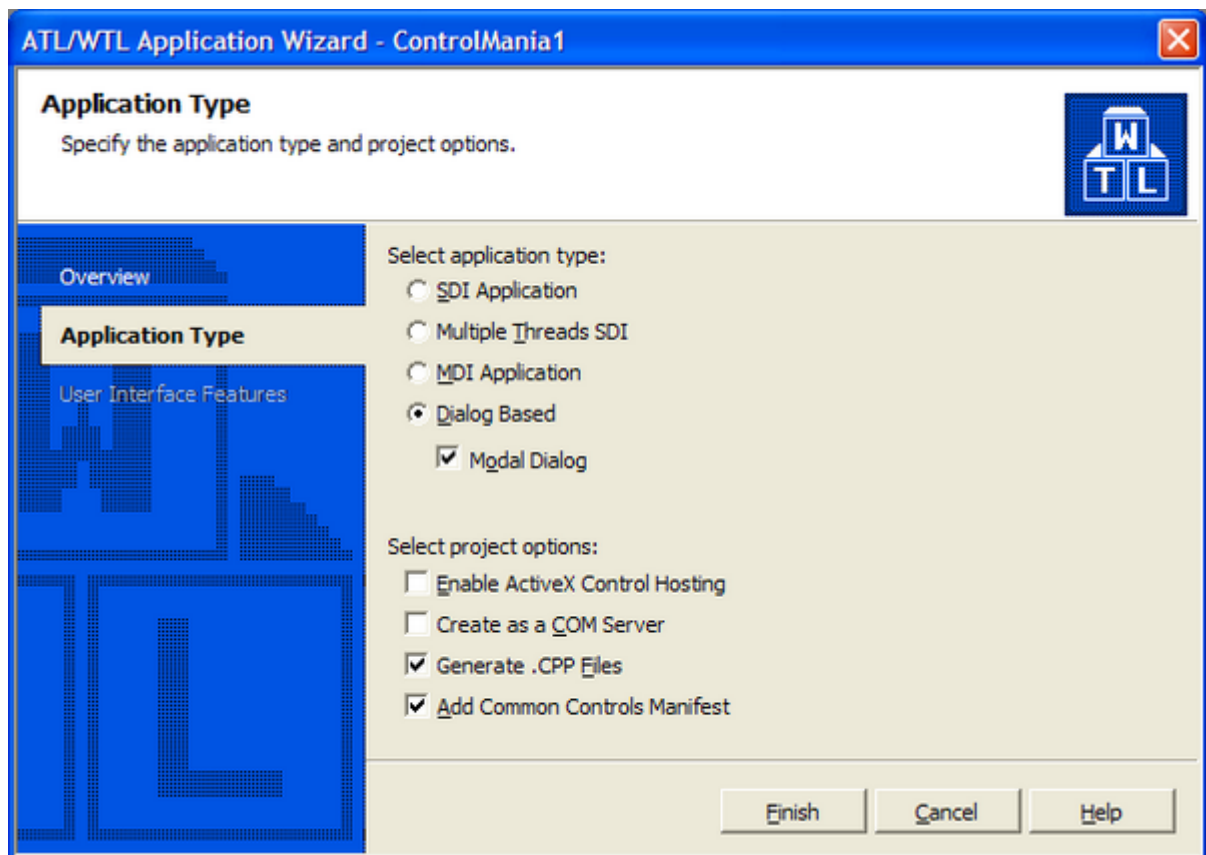 ATL/WTL Application Wizard - ControlMania1
Application Type
Specify the application type and project options.
W
T L
Overview
Application Type
User Interface Features
Select application type:
SDI Application
Multiple Threads SDI
MDI Application
Dialog Based
Modal Dialog
Select project options:
Enable ActiveX Control Hosting
Create as a COM Server
Generate .CPP Files
Add Common Controls Manifest
W
L
Finish Cancel Help